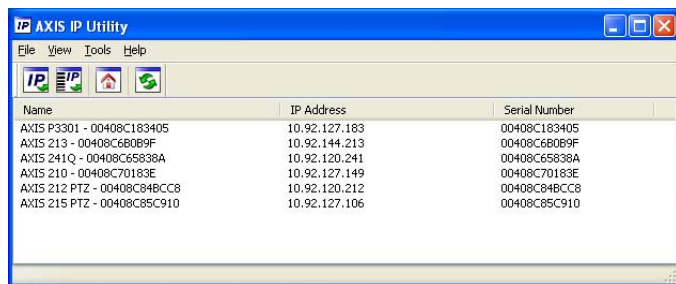 IP AXIS IP Utility
File View Tools Help
IP IP
Name IP Address Serial Number
AXIS P3301 - 00408C183405 10.92.127.183 00408C183405
AXIS 213 - 00408C6B0B9F 10.92.144.213 00408C6B0B9F
AXIS 241Q - 00408C65838A 10.92.120.241 00408C65838A
AXIS 210 - 00408C70183E 10.92.127.149 00408C70183E
AXIS 212 PTZ - 00408C84BCC8 10.92.120.212 00408C84BCC8
AXIS 215 PTZ - 00408C85C910 10.92.127.106 00408C85C910